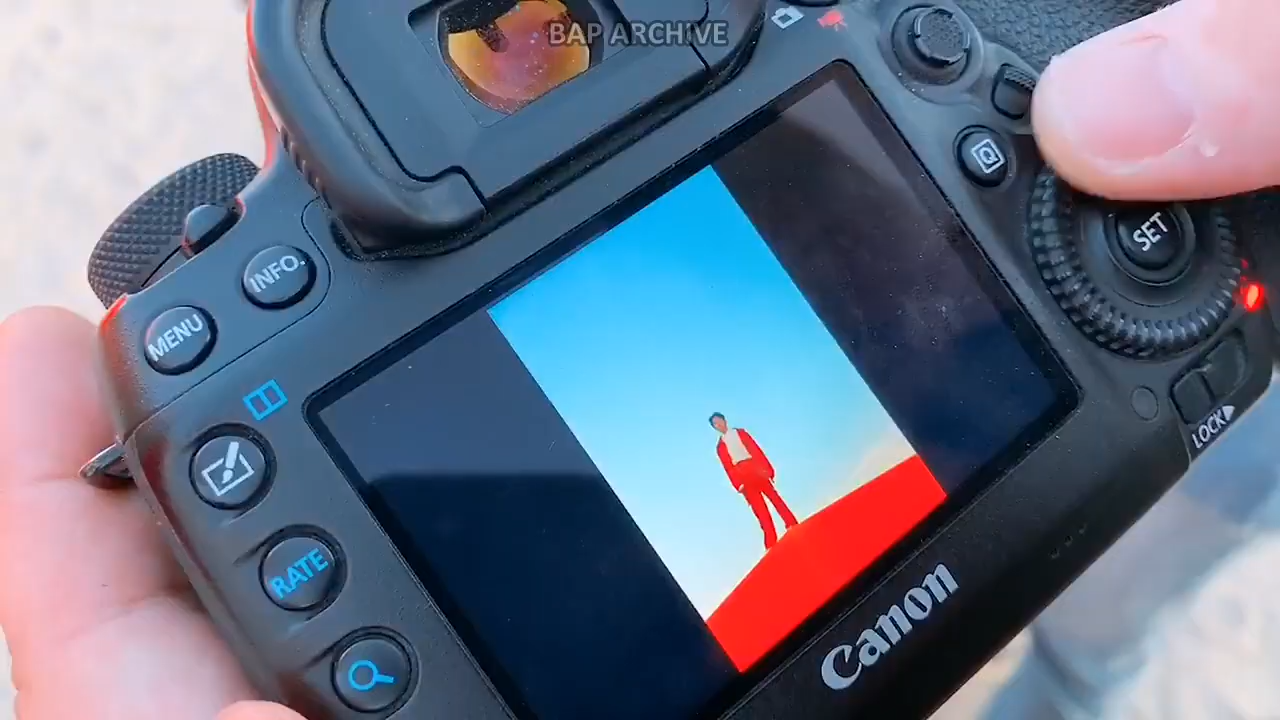 BAP ARCHIVE
Q
SET
INFO.
MENU
LOCK▶
RATE
Canon